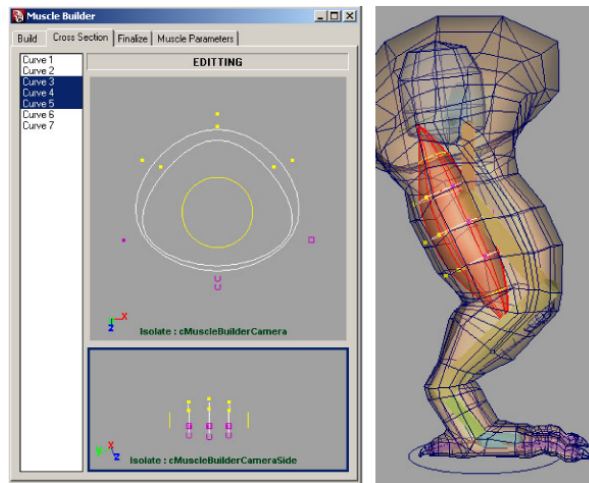 Muscle Builder
Build Cross Section Finalize Muscle Parameters
Curve 1
Curve 2
Curve 3
Curve 4
Curve 5
Curve 6
Curve 7
EDITTING
x
z
Isolate : cMuscleBuilderCamera
y x
z
Isolate : cMuscleBuilderCameraSide